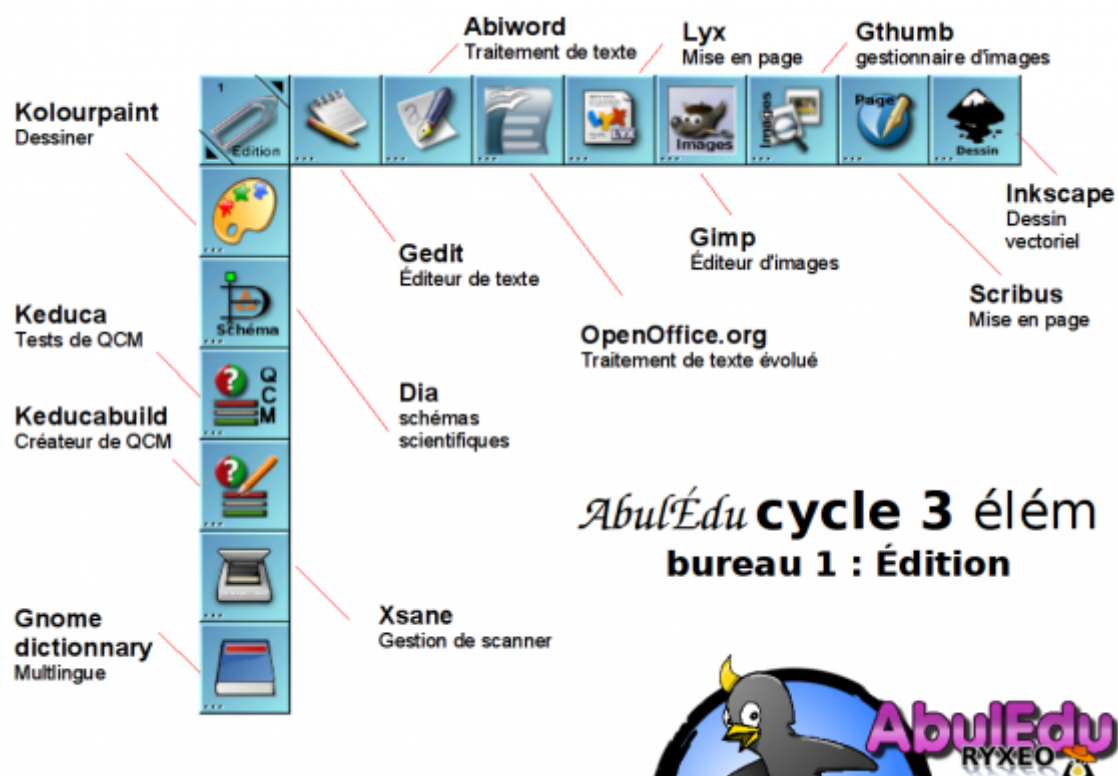 Abiword
Traitement de texte
Lyx
Mise en page
Gthumb
gestionnaire d'images
Kolourpaint
Dessiner
1
Édition
LYX
Images
Images
Page
Dessin
Inkscape
Dessin
vectoriel
Gedit
Éditeur de texte
Gimp
Éditeur d'images
Scribus
Mise en page
OpenOffice.org
Traitement de texte évolué
Schéma
Keduca
Tests de QCM
QCM
Dia
schémas
scientifiques
Keducabuild
Créateur de QCM
AbulÉdu cycle 3 élém
bureau 1 : Édition
Xsane
Gestion de scanner
Gnome
dictionnary
Multlingue
AbulEdu
RYXEO